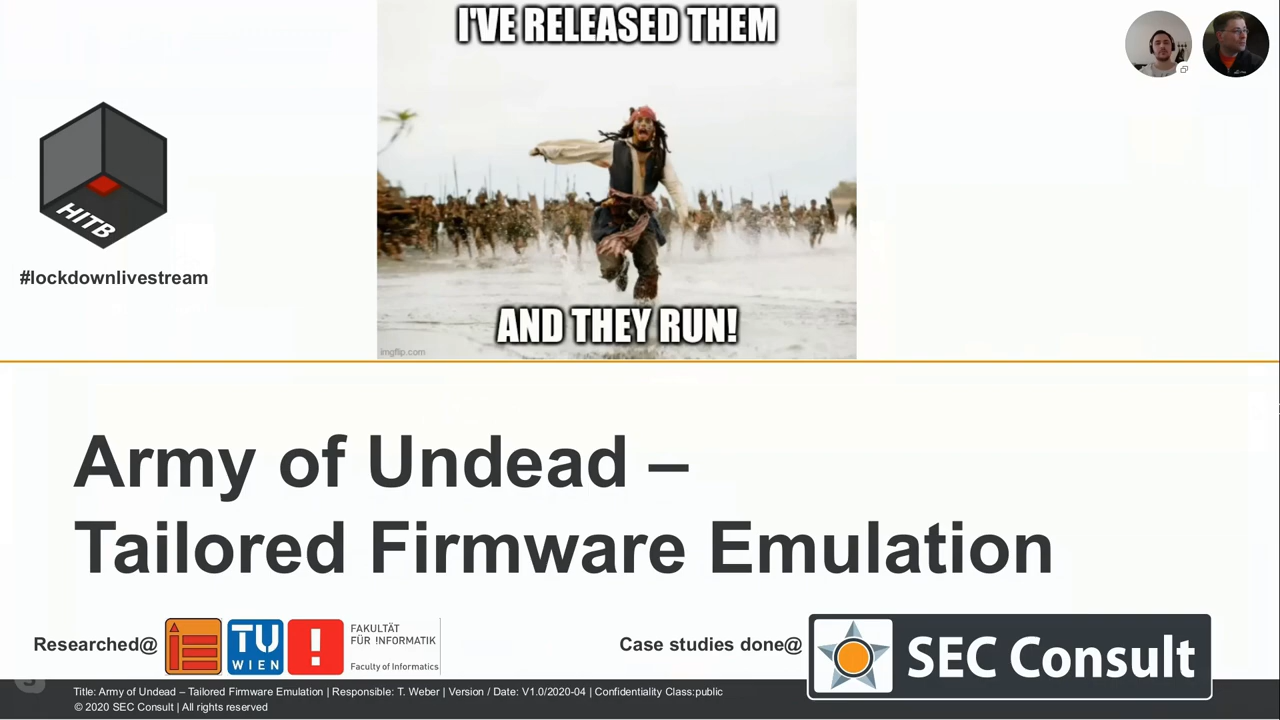 I'VE RELEASED THEM
HITB
#lockdownlivestream
AND THEY RUN!
imgflip.com
Army of Undead –
Tailored Firmware Emulation
Researched@
TU
WIEN
!
FAKULTÄT
FÜR !NFORMATIK
Faculty of Informatics
Case studies done@
SEC Consult
Title: Army of Undead – Tailored Firmware Emulation | Responsible: T. Weber | Version / Date: V1.0/2020-04 | Confidentiality Class:public
© 2020 SEC Consult | All rights reserved